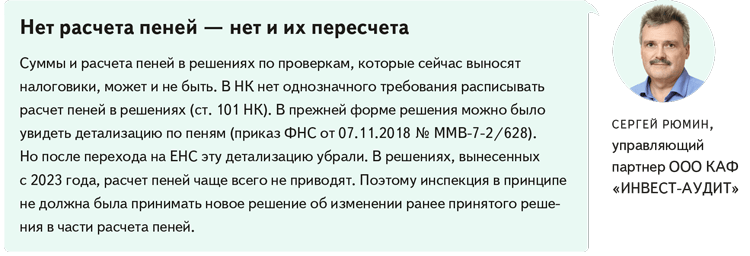 Нет расчета пеней — нет и их пересчета
Суммы и расчета пеней в решениях по проверкам, которые сейчас выносят
налоговики, может и не быть. В НК нет однозначного требования расписывать
расчет пеней в решениях (ст. 101 НК). В прежней форме решения можно было
увидеть детализацию по пеням (приказ ФНС от 07.11.2018 № ММВ-7-2/628).
Но после перехода на ЕНС эту детализацию убрали. В решениях, вынесенных
с 2023 года, расчет пеней чаще всего не приводят. Поэтому инспекция в принципе
не должна была принимать новое решение об изменении ранее принятого реше-
ния в части расчета пеней.
СЕРГЕЙ РЮМИН,
управляющий
партнер ООО КАФ
«ИНВЕСТ-АУДИТ»